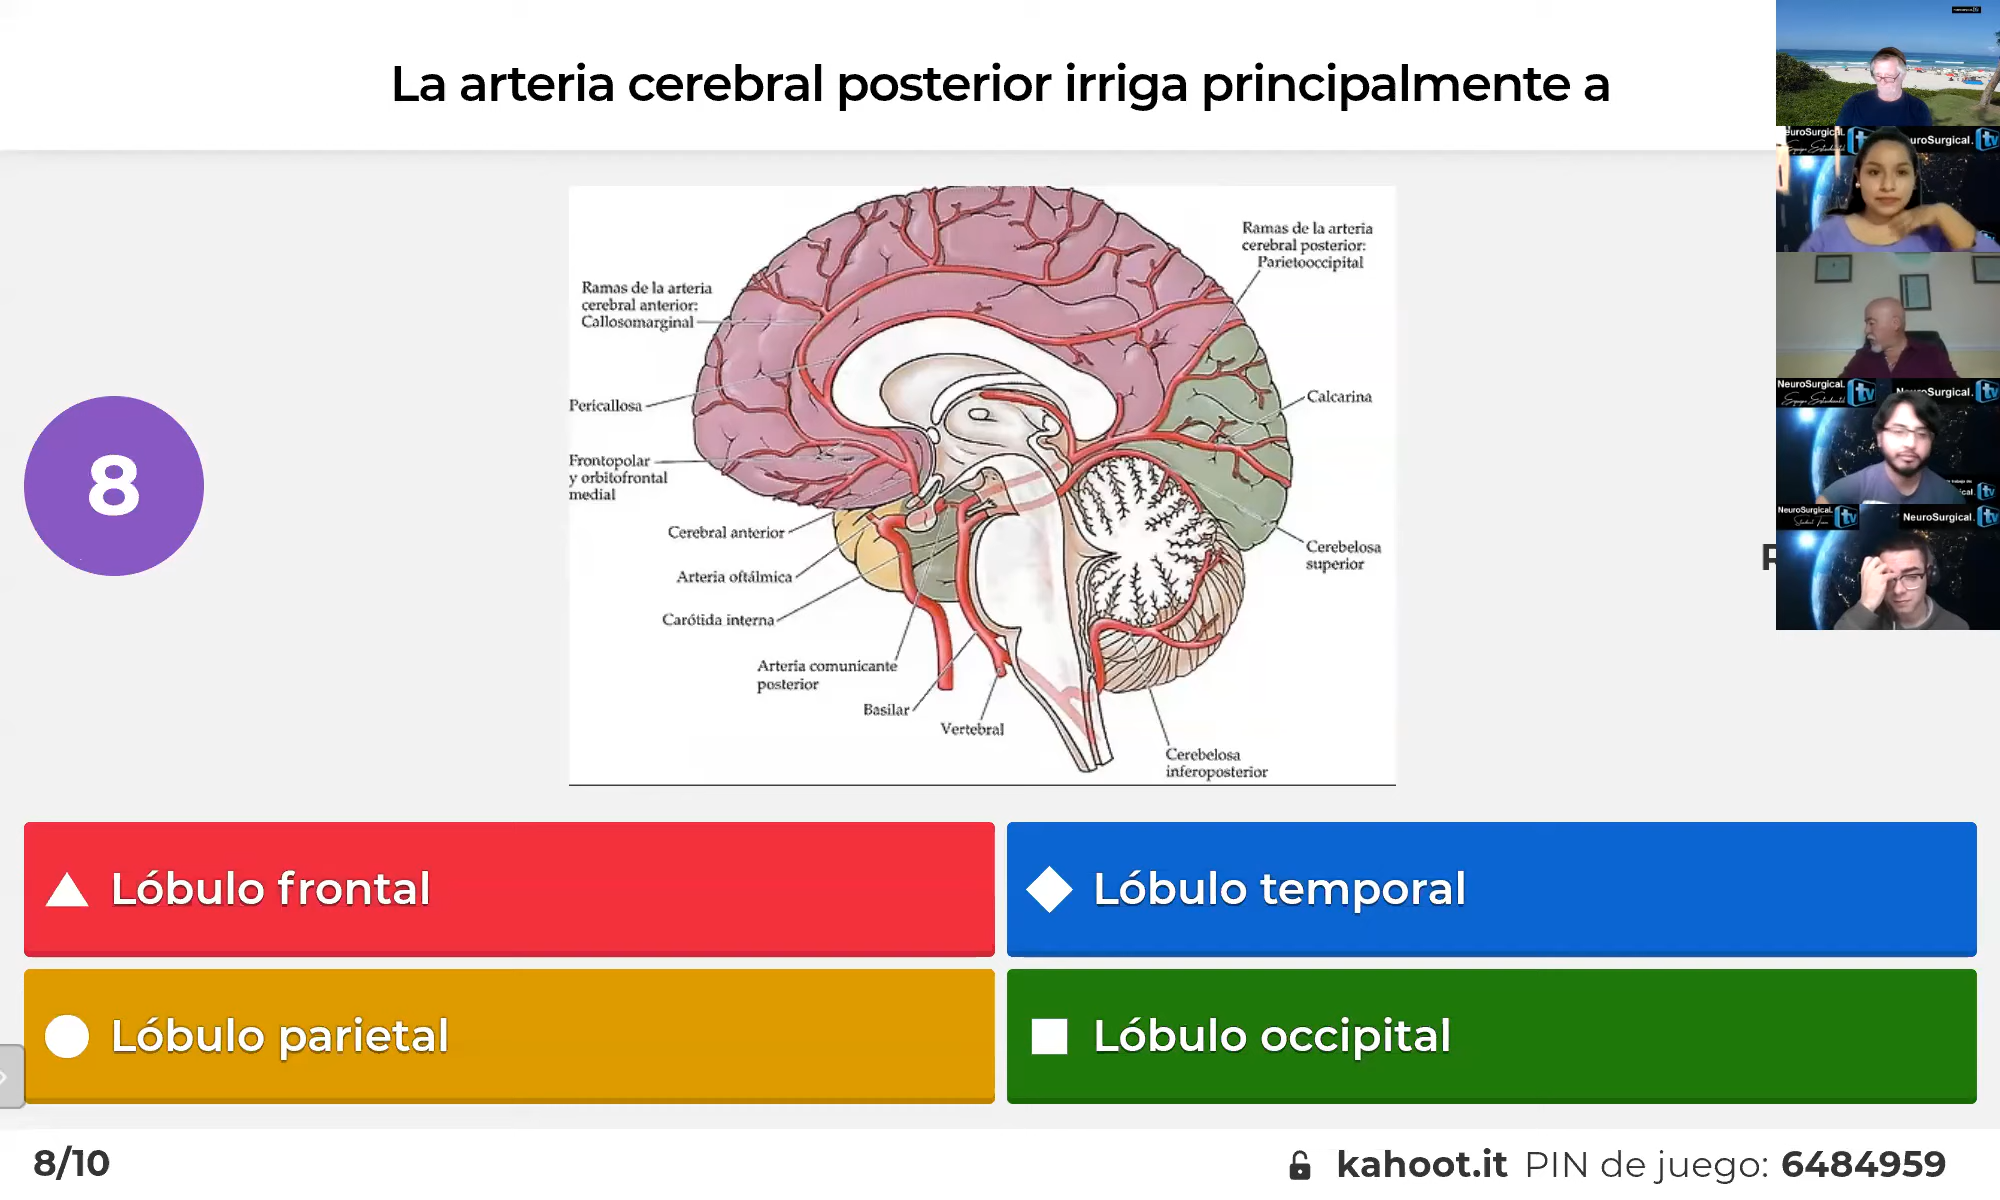 La arteria cerebral posterior irriga principalmente a
8
Ramas de la arteria
cerebral anterior:
Callosomarginal
Pericallosa
Frontopolar
y orbitofrontal
medial
Cerebral anterior
Arteria oftálmica
Carótida interna
Arteria comunicante
posterior
Basilar
Vertebral
Ramas de la arteria
cerebral posterior:
Parietooccipital
Calcarina
Cerebelosa
superior
Cerebelosa
inferoposterior
NeuroSurgical.
tv
NeuroSurgical.
tv
NeuroSurgical.
tv
Lóbulo frontal
Lóbulo temporal
Lóbulo parietal
Lóbulo occipital
8/10
kahoot.it PIN de juego: 6484959